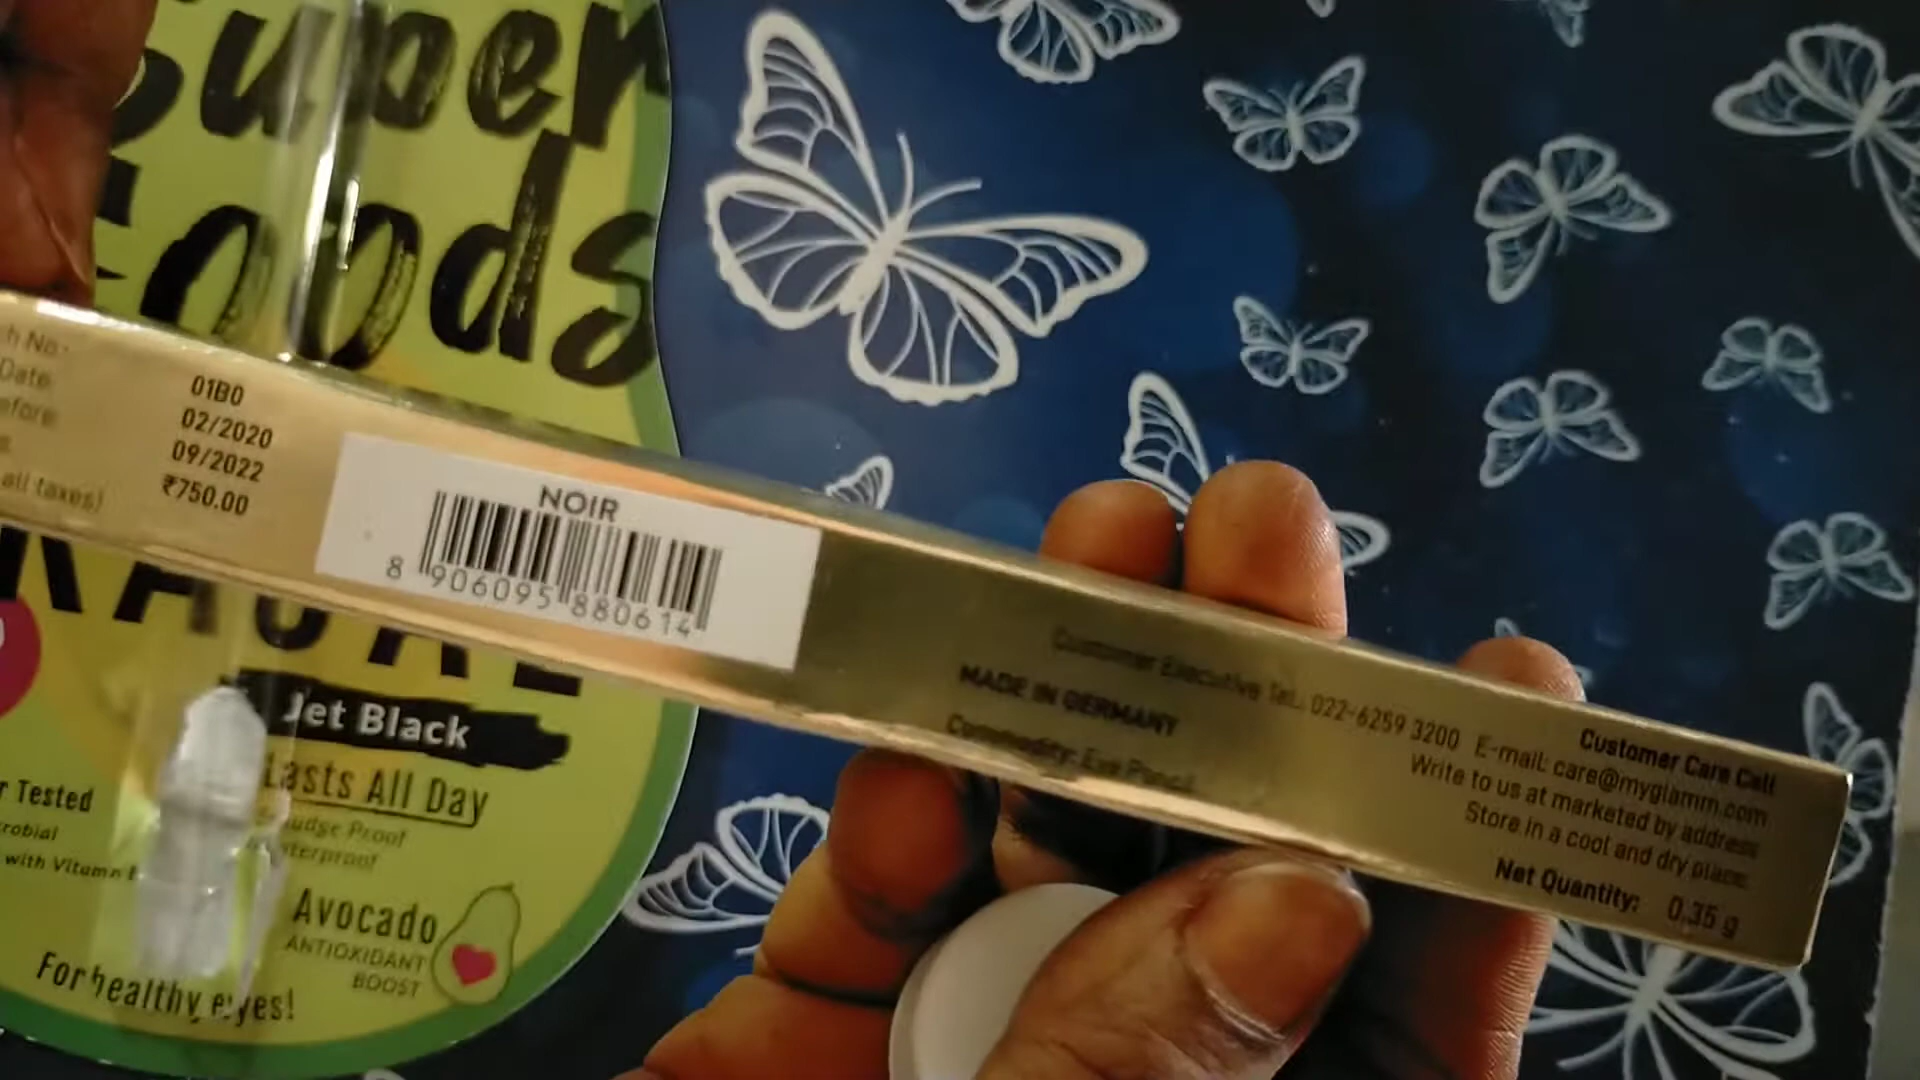 Super
Foods
KAJAL
Jet Black
Lasts All Day
Smudge Proof
Waterproof
r Tested
robial
with Vitamin E
Avocado
ANTIOXIDANT
BOOST
For healthy eyes!
h No.:
Date
efore
all taxes)
01B0
02/2020
09/2022
₹750.00
NOIR
8 906095 880614
Customer Executive Tel.: 022-6259 3200
MADE IN GERMANY
Commodity: Eye Pencil
Customer Care Cell
E-mail: care@myglamm.com
Write to us at marketed by address
Store in a cool and dry place.
Net Quantity: 0.35 g